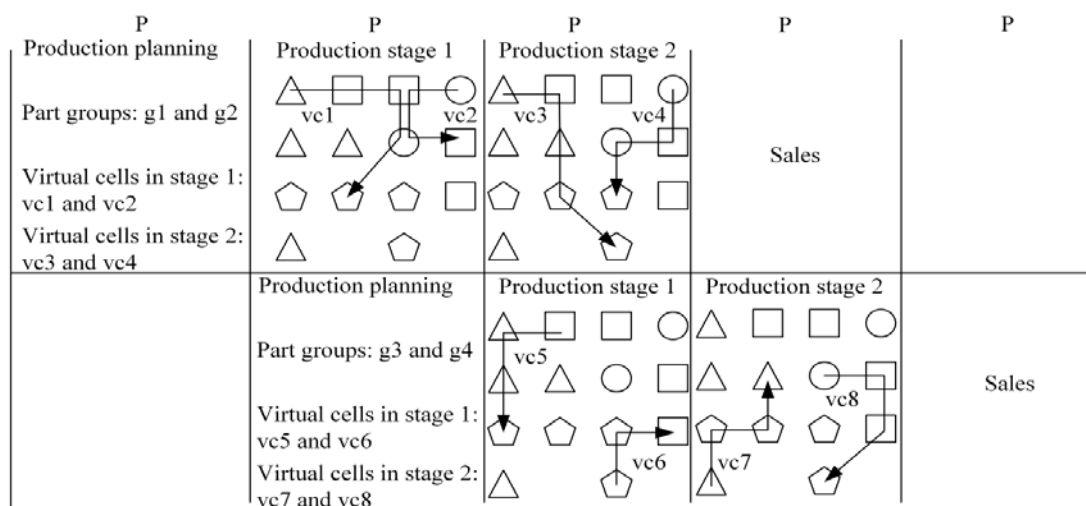 P P P P P
Production planning
Part groups: g1 and g2
Virtual cells in stage 1:
vc1 and vc2
Virtual cells in stage 2:
vc3 and vc4
Production stage 1
vc1 vc2
Production stage 2
vc3 vc4
Sales
Production planning
Part groups: g3 and g4
Virtual cells in stage 1:
vc5 and vc6
Virtual cells in stage 2:
vc7 and vc8
Production stage 1
vc5
vc6
Production stage 2
vc8
vc7
Sales